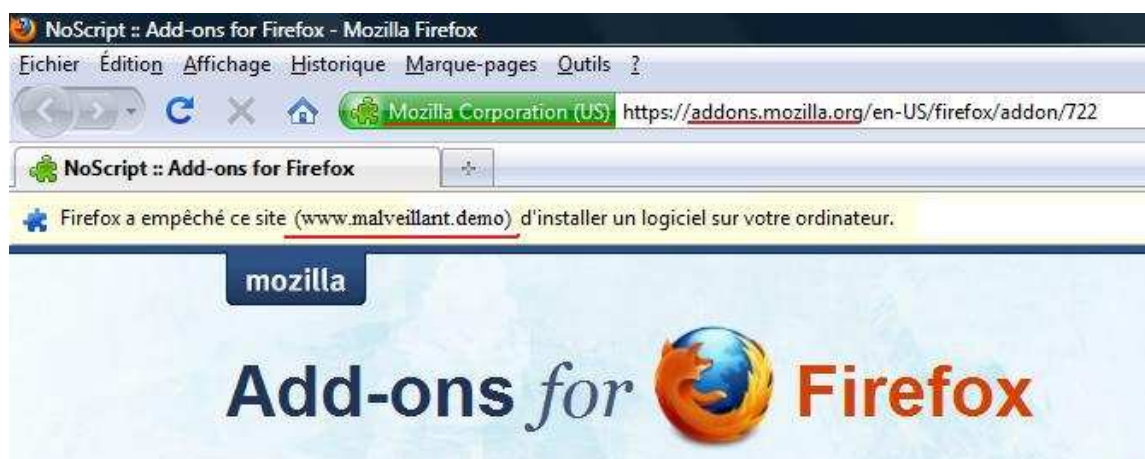 NoScript :: Add-ons for Firefox - Mozilla Firefox
Fichier Édition Affichage Historique Marque-pages Outils ?
Mozilla Corporation (US) https://addons.mozilla.org/en-US/firefox/addon/722
NoScript :: Add-ons for Firefox
Firefox a empêché ce site (www.malveillant.demo) d'installer un logiciel sur votre ordinateur.
mozilla
Add-ons for Firefox